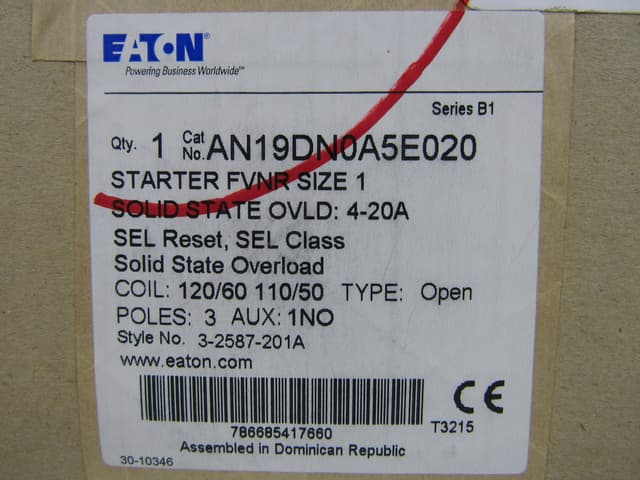 EATON®
Powering Business Worldwide™
Series B1
Qty. 1 Cat No. AN19DN0A5E020
STARTER FVNR SIZE 1
SOLID STATE OVLD: 4-20A
SEL Reset, SEL Class
Solid State Overload
COIL: 120/60 110/50 TYPE: Open
POLES: 3 AUX: 1NO
Style No. 3-2587-201A
www.eaton.com
CE
786685417660 T3215
Assembled in Dominican Republic
30-10346